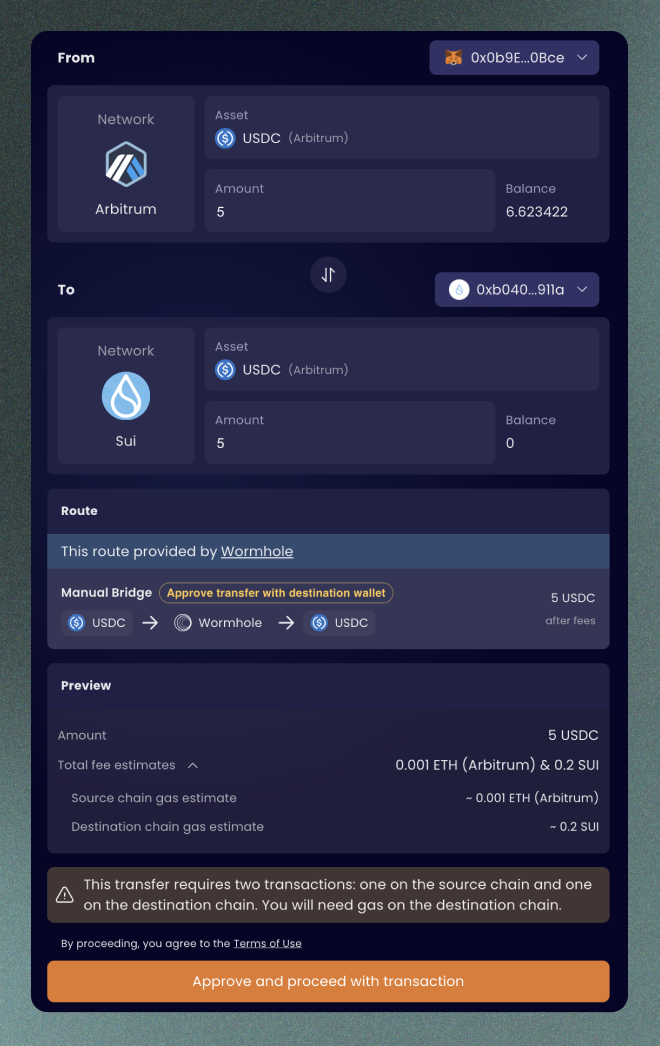 From
0x0b9E...0Bce
Network
Arbitrum
Asset
USDC (Arbitrum)
Amount
5
Balance
6.623422
To
0xb040...911a
Network
Sui
Asset
USDC (Arbitrum)
Amount
5
Balance
0
Route
This route provided by Wormhole
Manual Bridge Approve transfer with destination wallet
USDC → Wormhole → USDC
5 USDC
after fees
Preview
Amount 5 USDC
Total fee estimates 0.001 ETH (Arbitrum) & 0.2 SUI
Source chain gas estimate ~ 0.001 ETH (Arbitrum)
Destination chain gas estimate ~ 0.2 SUI
This transfer requires two transactions: one on the source chain and one
on the destination chain. You will need gas on the destination chain.
By proceeding, you agree to the Terms of Use
Approve and proceed with transaction